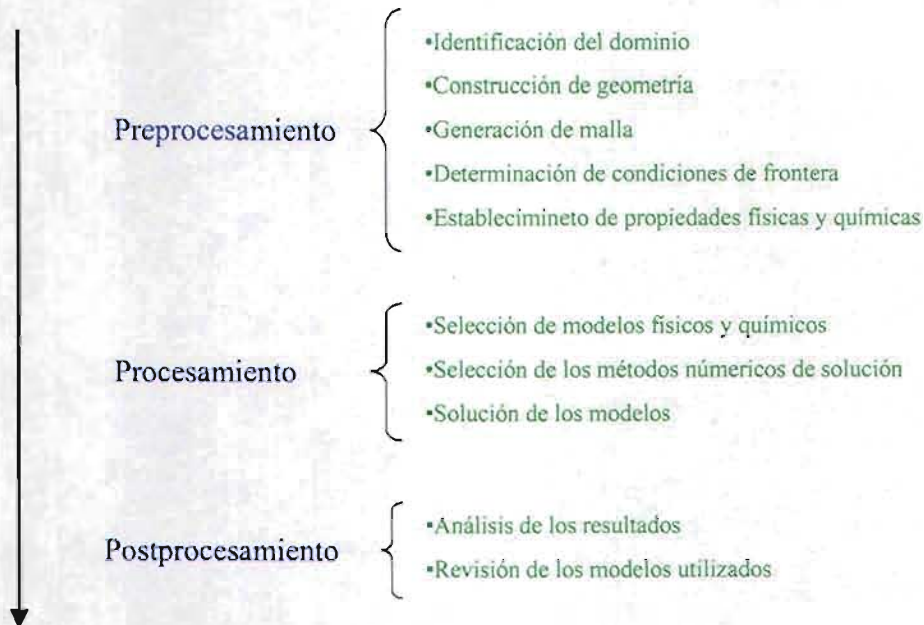 Preprocesamiento
•Identificación del dominio
•Construcción de geometría
•Generación de malla
•Determinación de condiciones de frontera
•Establecimineto de propiedades físicas y químicas
Procesamiento
•Selección de modelos físicos y químicos
•Selección de los métodos númericos de solución
•Solución de los modelos
Postprocesamiento
•Análisis de los resultados
•Revisión de los modelos utilizados